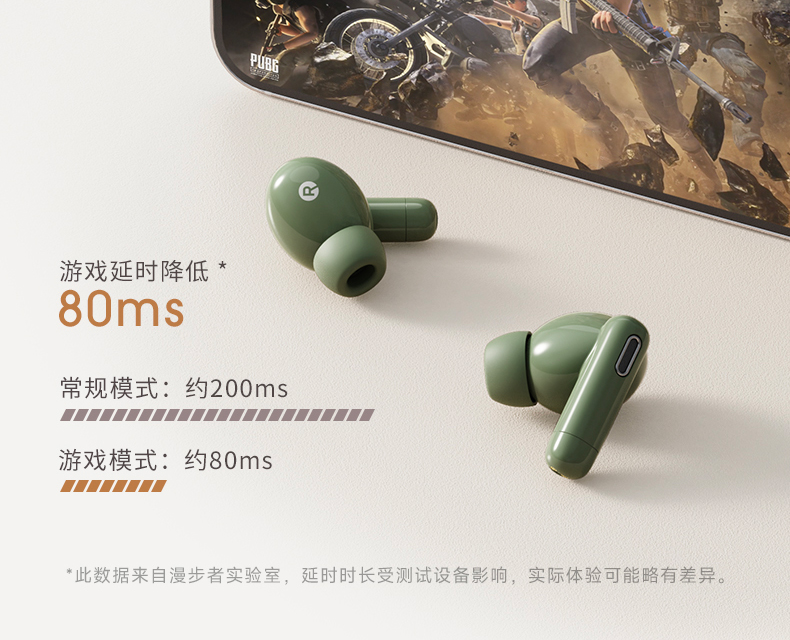 PUBG
R
游戏延时降低 *
80ms
常规模式：约200ms
游戏模式：约80ms
*此数据来自漫步者实验室，延时时长受测试设备影响，实际体验可能略有差异。